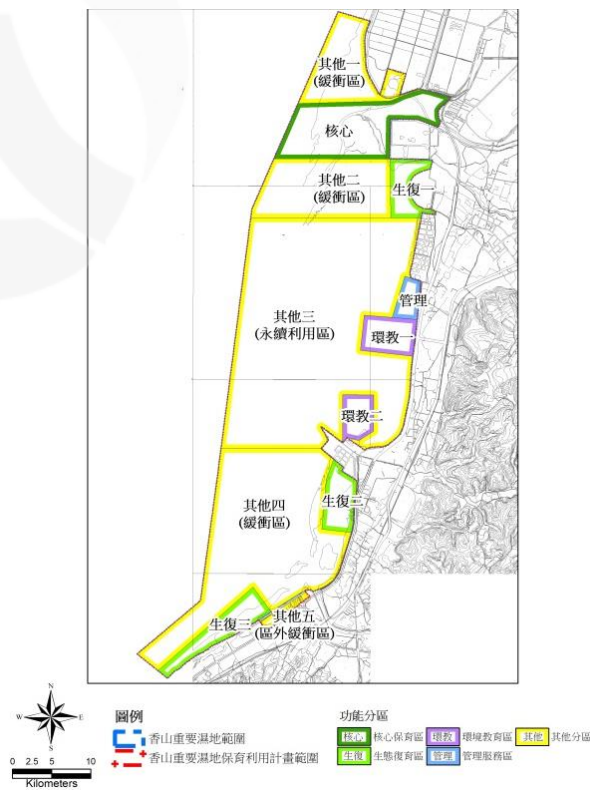 其他一
(緩衝區)
核心
其他二
(緩衝區)
生復一
管理
其他三
(永續利用區)
環教一
環教二
其他四
(緩衝區)
生復二
生復三
其他五
(區外緩衝區)
N
W
E
S
0 2.5 5 10
Kilometers
圖例
香山重要濕地範圍
香山重要濕地保育利用計畫範圍
功能分區
核心 核心保育區 環教 環境教育區 其他 其他分區
生復 生態復育區 管理 管理服務區